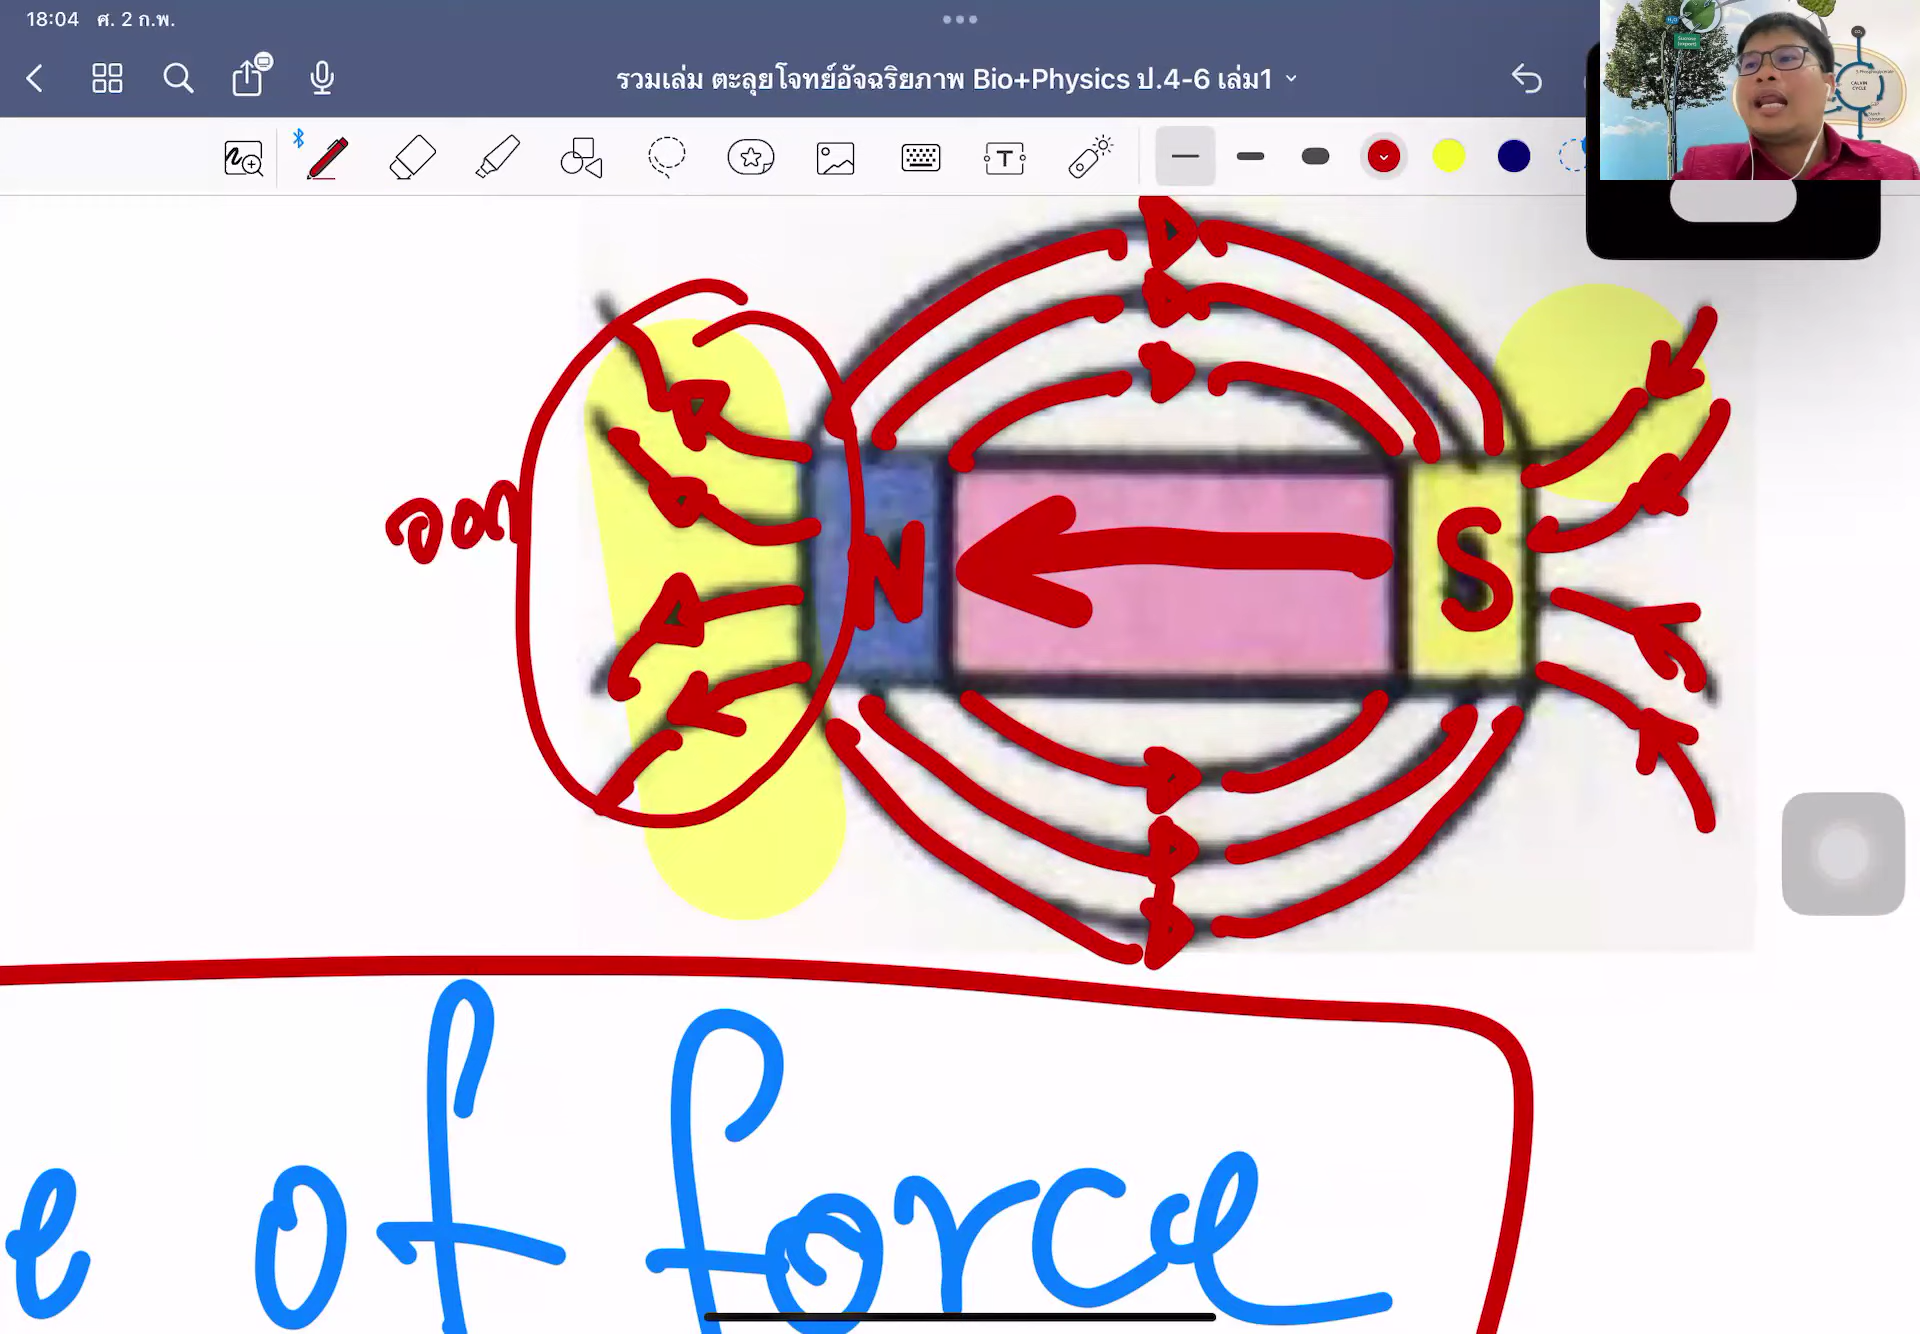 18:04 ศ. 2 ก.พ.
รวมเล่ม ตะลุยโจทย์อัจฉริยภาพ Bio+Physics ป.4-6 เล่ม1
T
CALVIN CYCLE
ออก
N
S
e of force